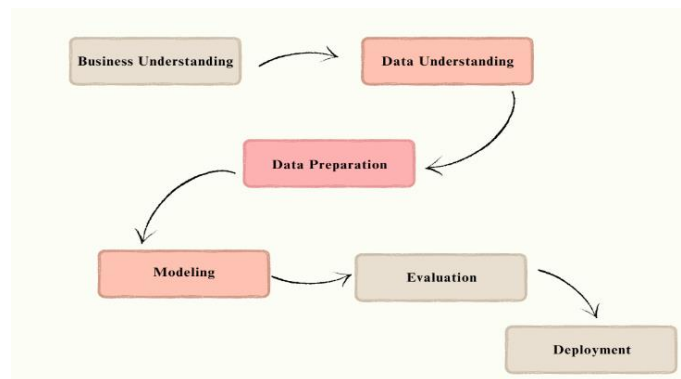 Business Understanding
Data Understanding
Data Preparation
Modeling
Evaluation
Deployment